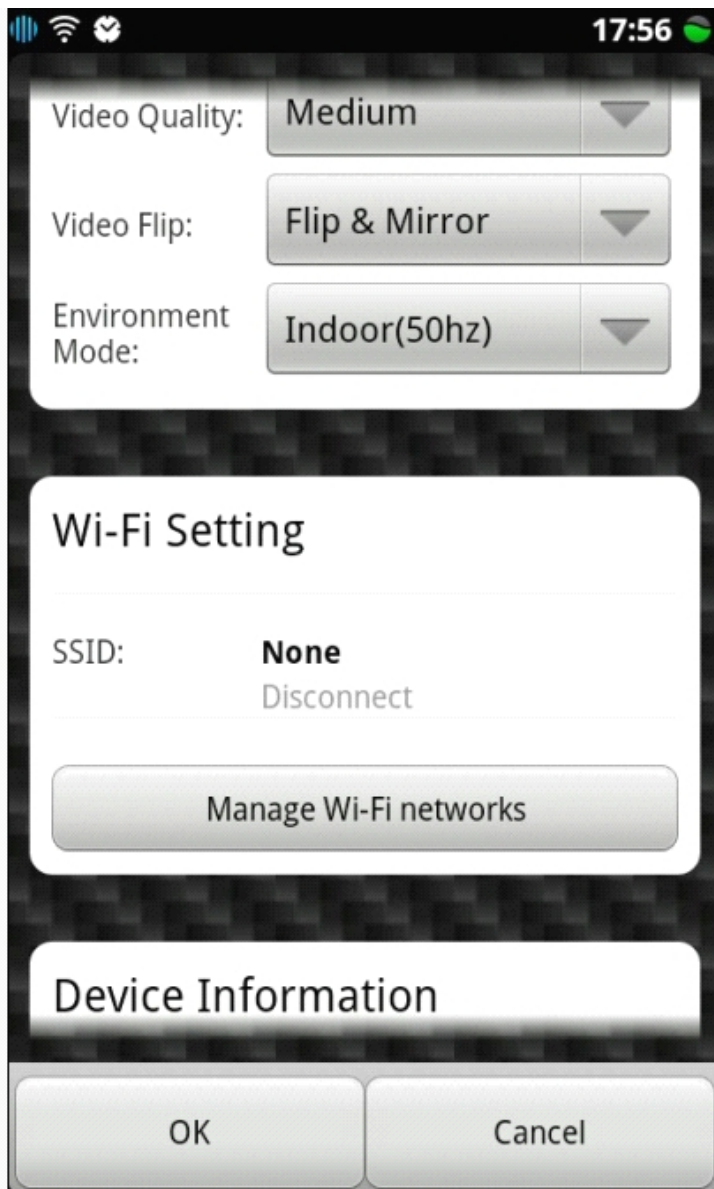 17:56
Video Quality: Medium
Video Flip: Flip & Mirror
Environment
Mode: Indoor(50hz)
Wi-Fi Setting
SSID: None
Disconnect
Manage Wi-Fi networks
Device Information
OK Cancel